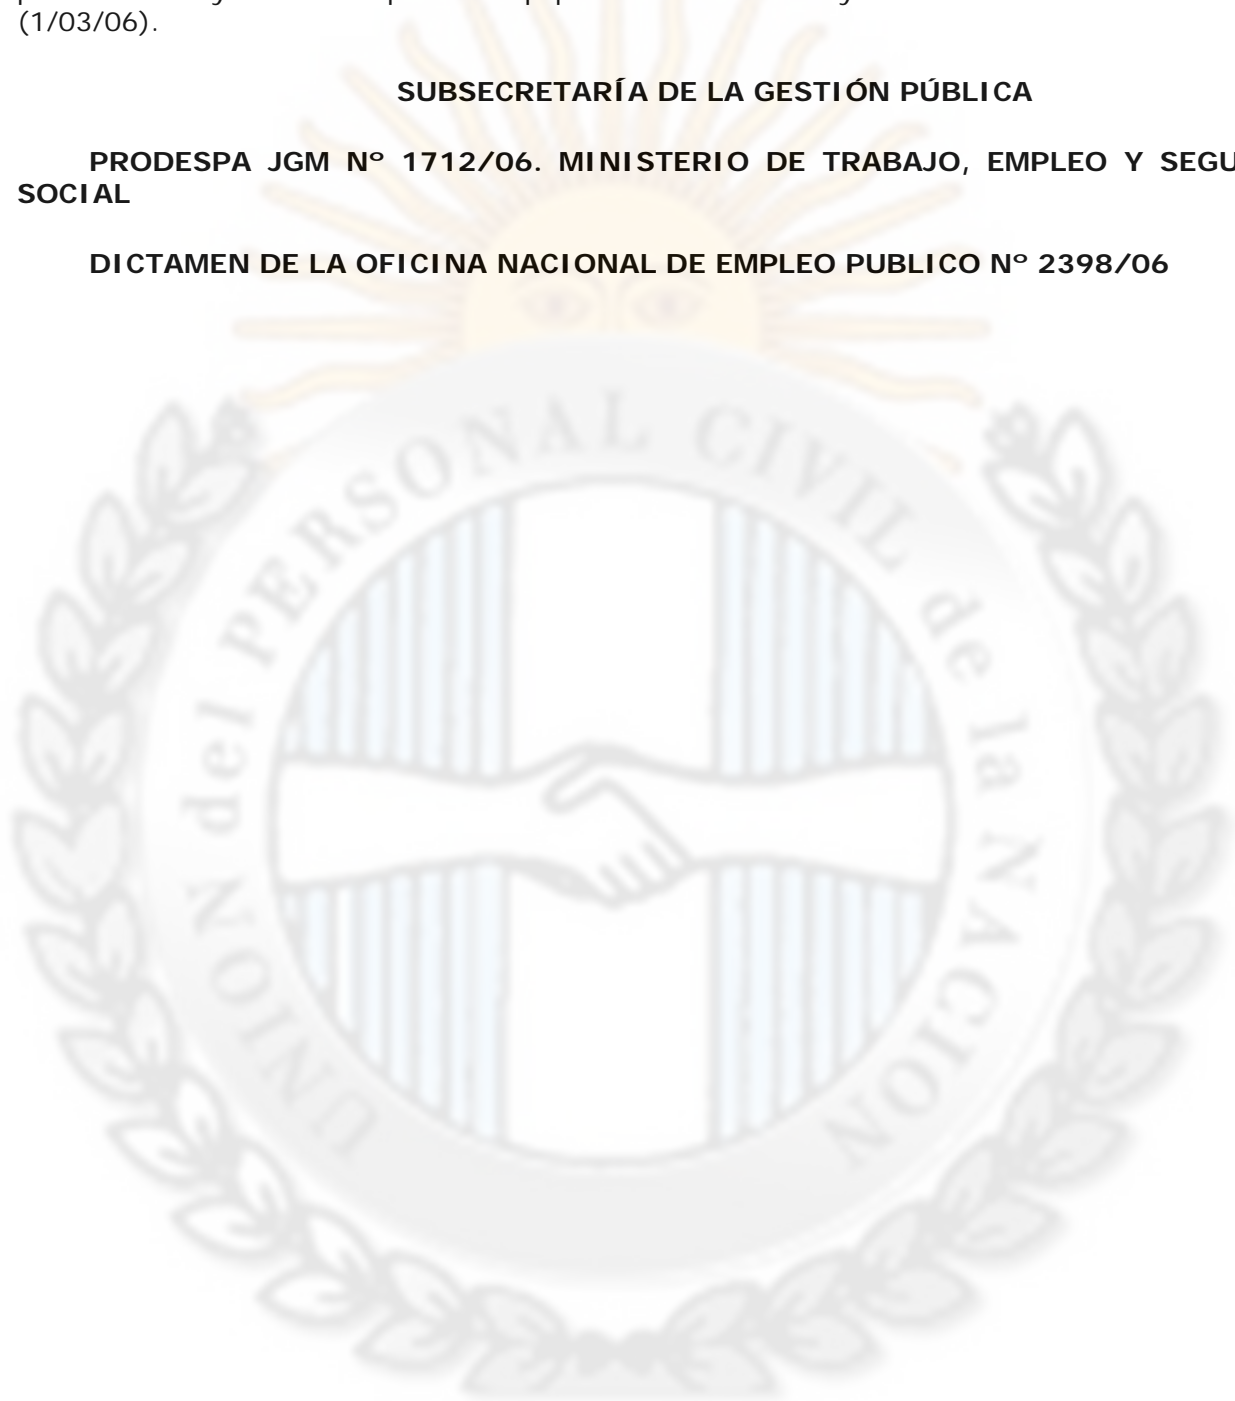 (1/03/06).
SUBSECRETARÍA DE LA GESTIÓN PÚBLICA
PRODESPA JGM Nº 1712/06. MINISTERIO DE TRABAJO, EMPLEO Y SEGU
SOCIAL
DICTAMEN DE LA OFICINA NACIONAL DE EMPLEO PUBLICO Nº 2398/06
UNION del PERSONAL CIVIL de la NACION